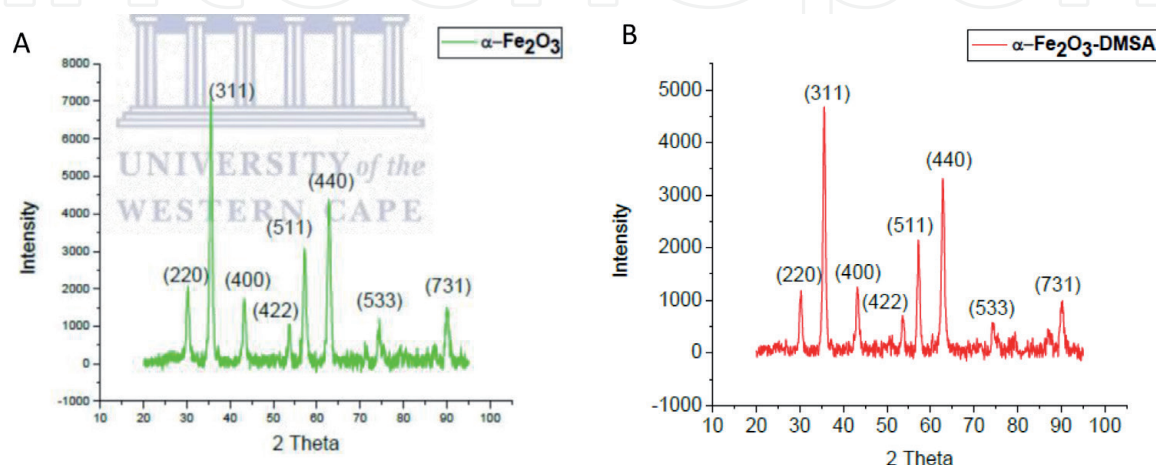 A
α–Fe₂O₃
8000
7000
6000
5000
4000
3000
2000
1000
0
-1000
Intensity
(220)
(311)
(400)
(422)
(511)
(440)
(533)
(731)
10 20 30 40 50 60 70 80 90 100
2 Theta
UNIVERSITY of the
WESTERN CAPE
B
α–Fe₂O₃-DMSA
5000
4000
3000
2000
1000
0
-1000
Intensity
(220)
(311)
(400)
(422)
(511)
(440)
(533)
(731)
10 20 30 40 50 60 70 80 90 100
2 Theta